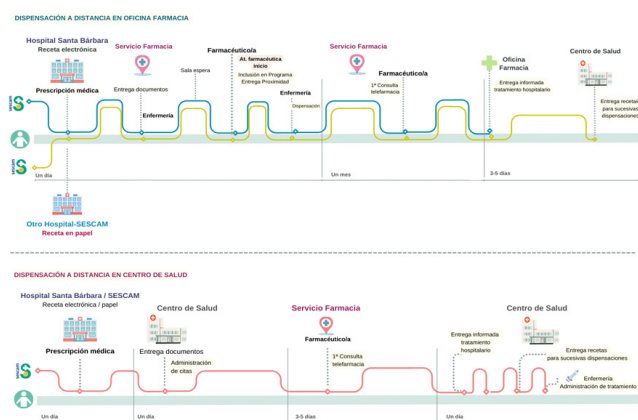 DISPENSACIÓN A DISTANCIA EN OFICINA FARMACIA
Hospital Santa Bárbara
Receta electrónica
Prescripción médica
Servicio Farmacia
Entrega documentos
Enfermería
Sala espera
Farmacéutico/a
At. farmacéutica
inicio
Inclusión en Programa
Entrega Proximidad
Enfermería
Dispensación
Servicio Farmacia
Farmacéutico/a
1ª Consulta
telefarmacia
Oficina
Farmacia
Entrega informada
tratamiento hospitalario
Centro de Salud
Entrega recetas
para sucesivas
dispensaciones
sescam
sescam
Un día
Un mes
3-5 días
Otro Hospital-SESCAM
Receta en papel
DISPENSACIÓN A DISTANCIA EN CENTRO DE SALUD
Hospital Santa Bárbara / SESCAM
Receta electrónica / papel
Prescripción médica
Centro de Salud
Entrega documentos
Administración
de citas
Servicio Farmacia
Farmacéutico/a
1ª Consulta
telefarmacia
Centro de Salud
Entrega informada
tratamiento
hospitalario
Entrega recetas
para sucesivas dispensaciones
Enfermería
Administración de tratamiento
sescam
Un día
Un día
3-5 días
Un día